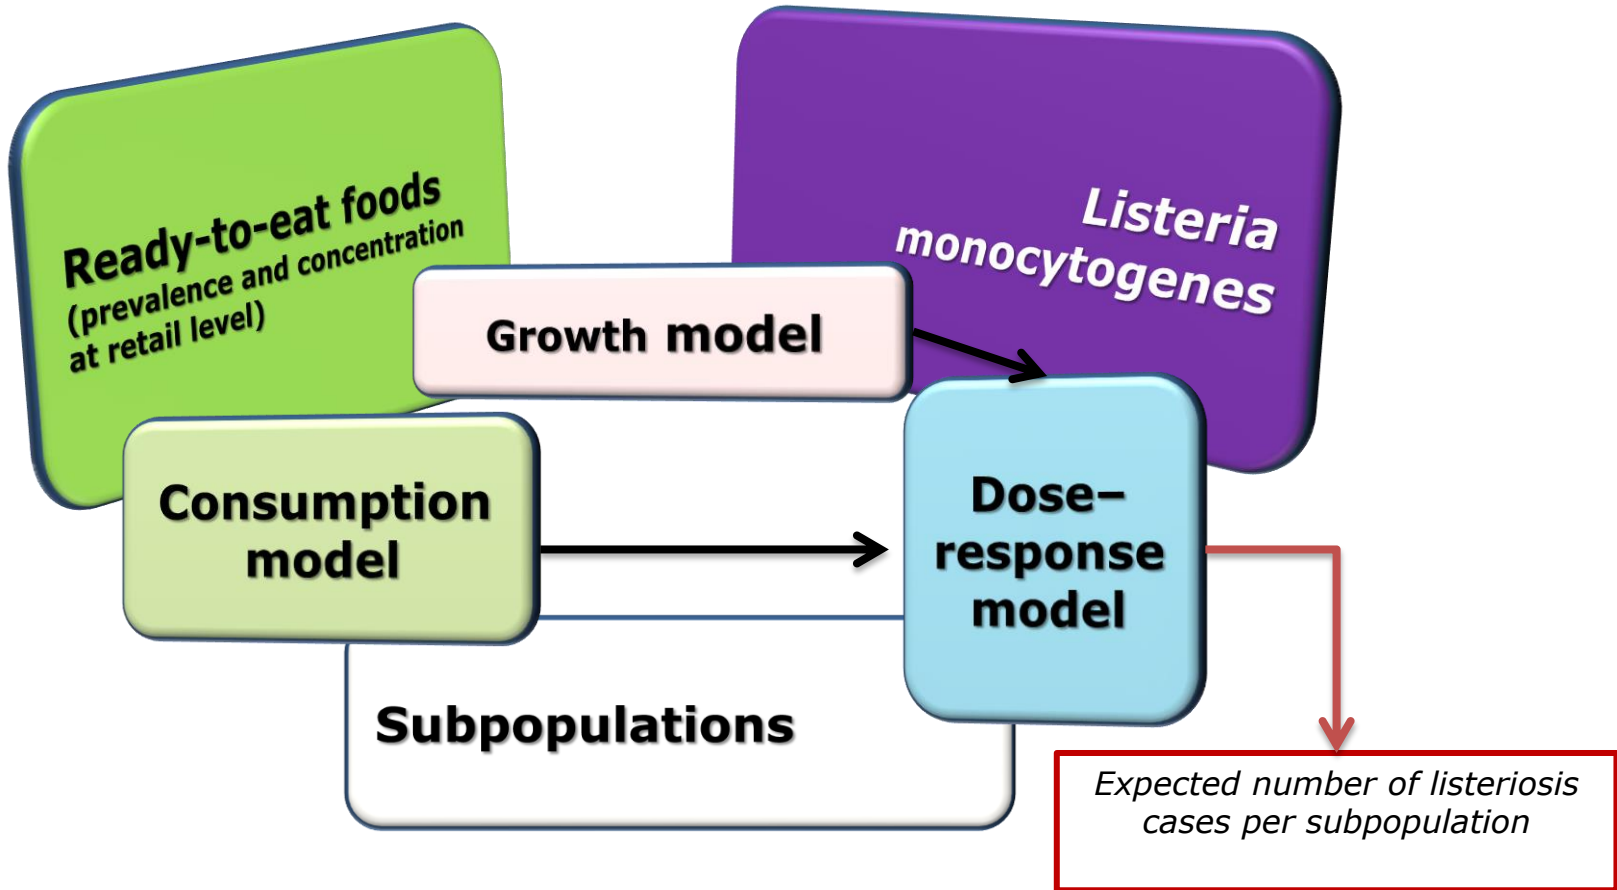 Ready-to-eat foods
(prevalence and concentration
at retail level)
Listeria
monocytogenes
Growth model
Consumption
model
Dose–
response
model
Subpopulations
Expected number of listeriosis
cases per subpopulation